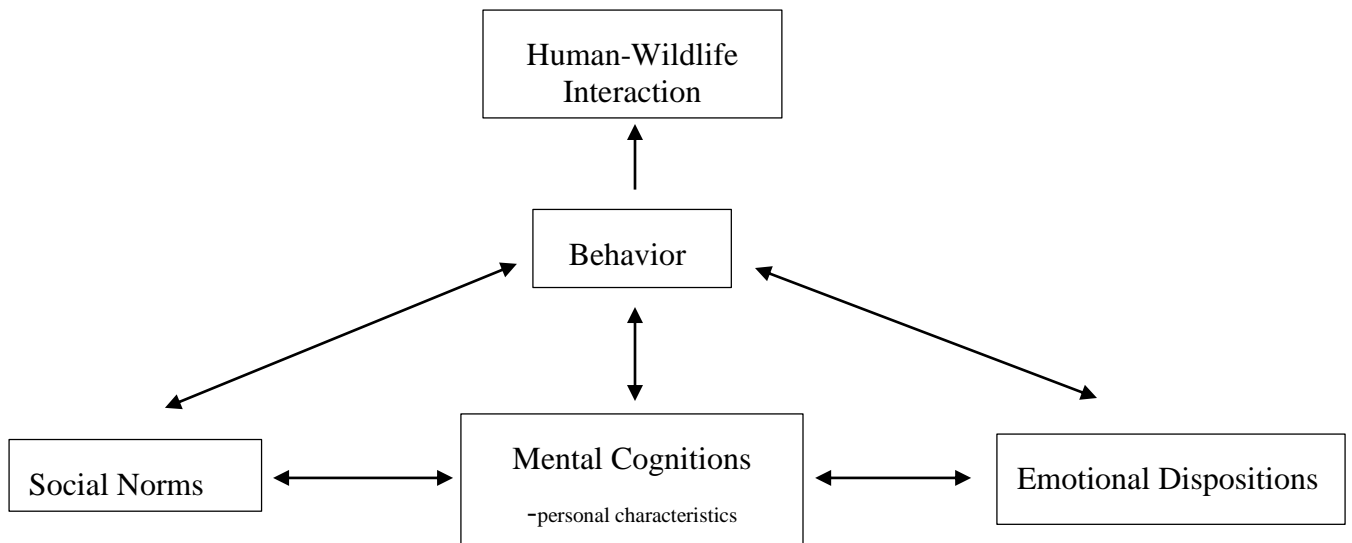 Human-Wildlife
Interaction
Behavior
Social Norms
Mental Cognitions
-personal characteristics
Emotional Dispositions